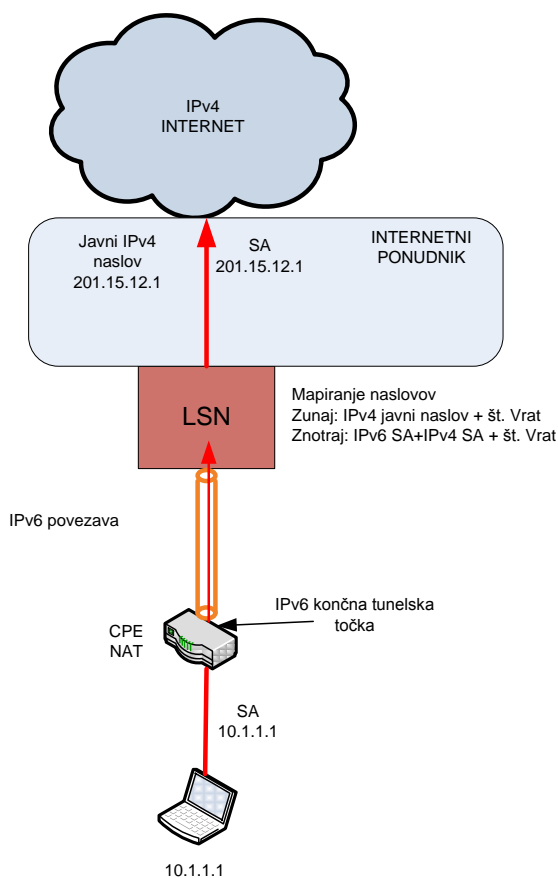 IPv4
INTERNET
Javni IPv4
naslov
201.15.12.1
SA
201.15.12.1
INTERNETNI
PONUDNIK
LSN
Mapiranje naslovov
Zunaj: IPv4 javni naslov + št. Vrat
Znotraj: IPv6 SA+IPv4 SA + št. Vrat
IPv6 povezava
IPv6 končna tunelska
točka
CPE
NAT
SA
10.1.1.1
10.1.1.1